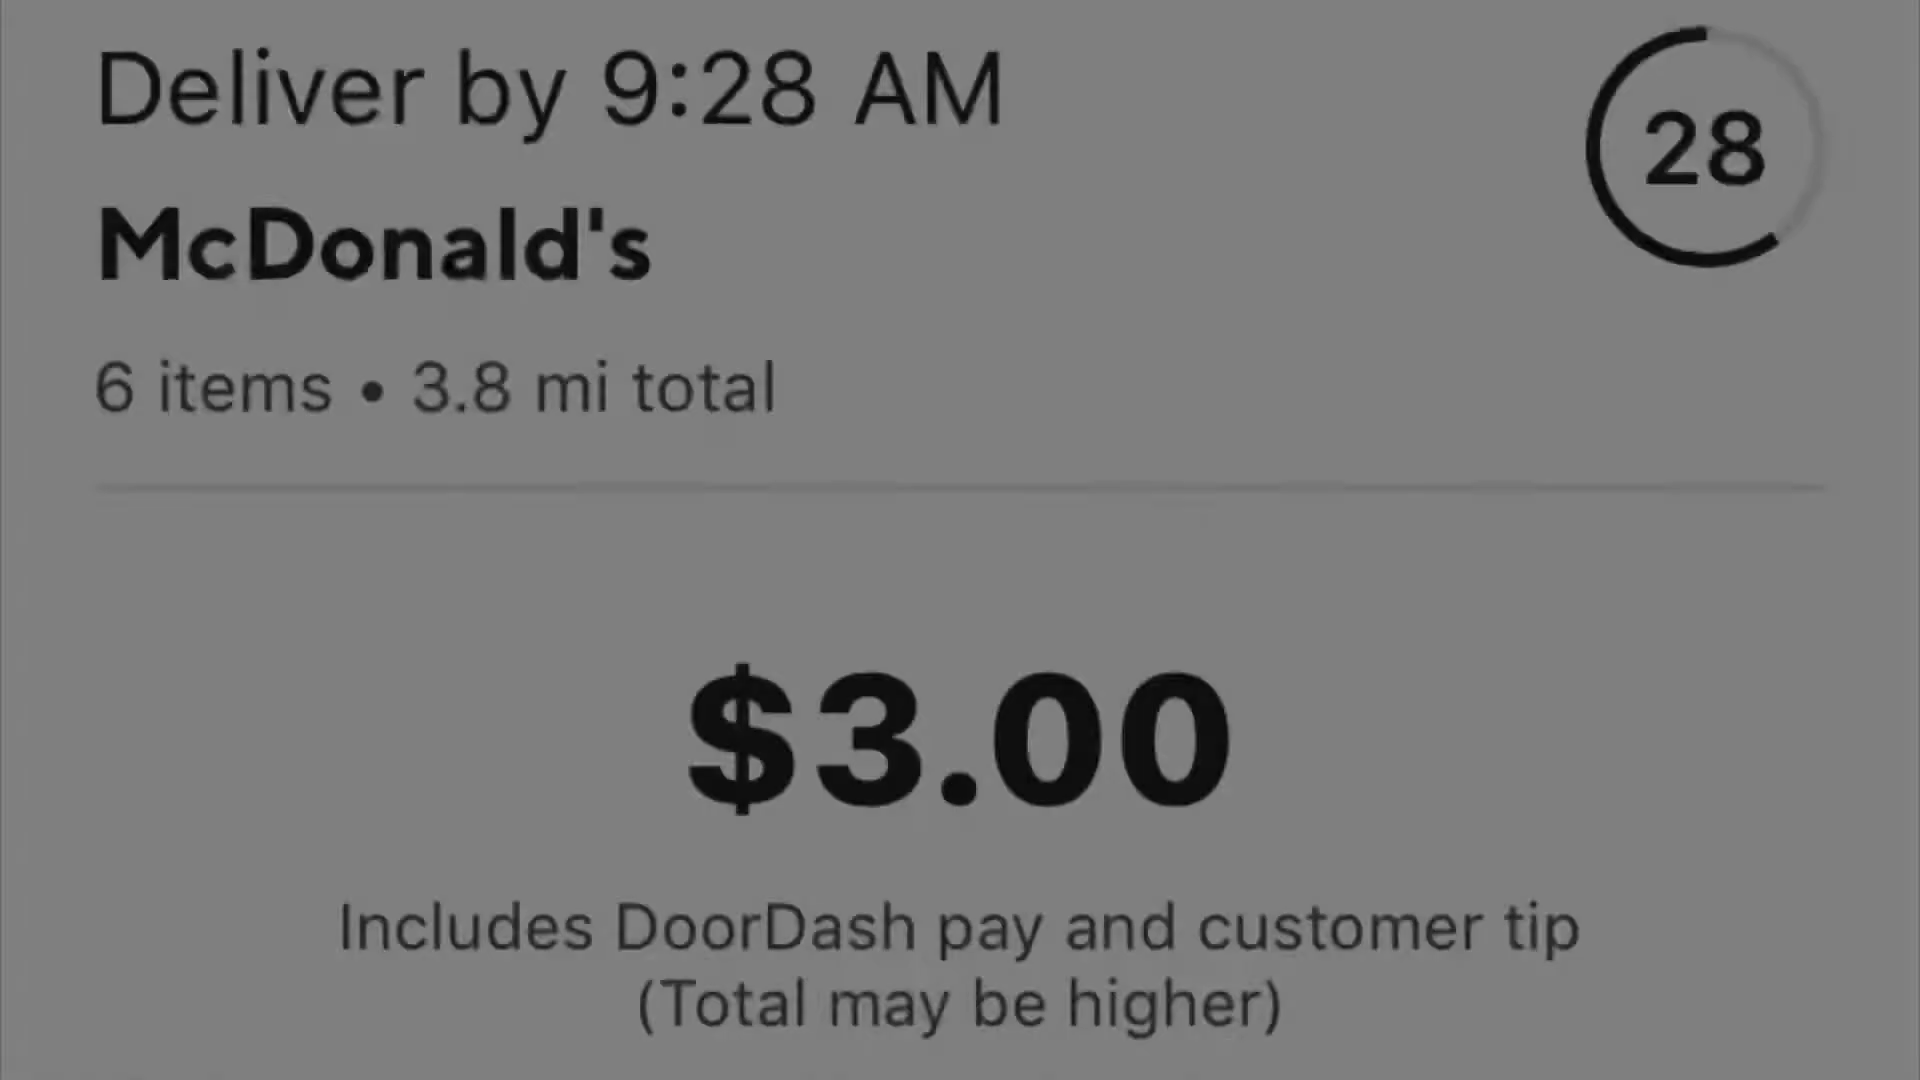 Deliver by 9:28 AM
28
McDonald's
6 items • 3.8 mi total
$3.00
Includes DoorDash pay and customer tip
(Total may be higher)